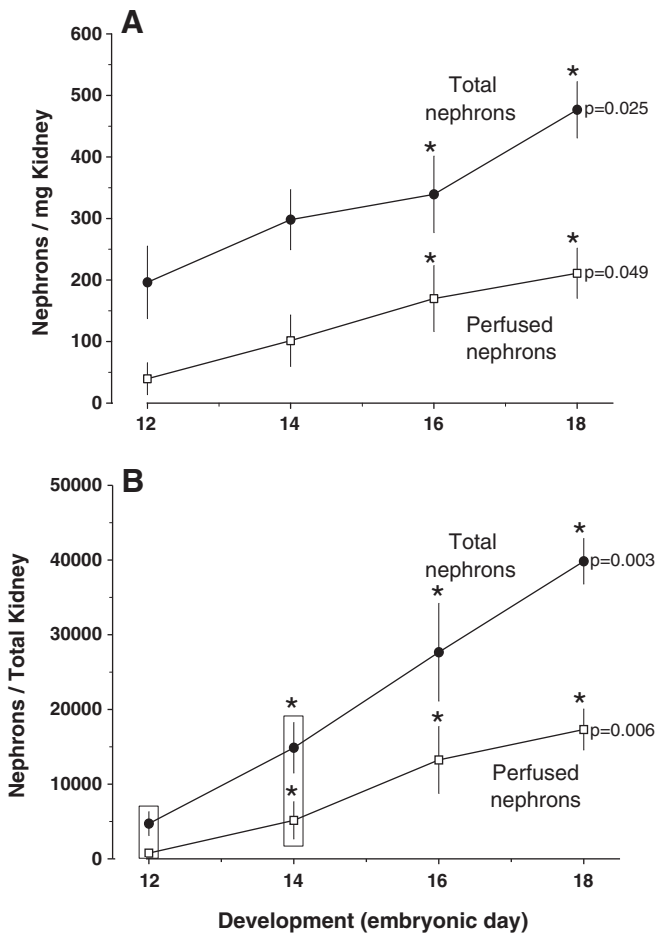 A
600
500
400
300
200
100
0
Nephrons / mg Kidney
Total
nephrons
*
*
p=0.025
*
*
p=0.049
Perfused
nephrons
12 14 16 18
B
50000
40000
30000
20000
10000
0
Nephrons / Total Kidney
Total
nephrons
*
*
*
p=0.003
*
*
*
p=0.006
Perfused
nephrons
12 14 16 18
Development (embryonic day)